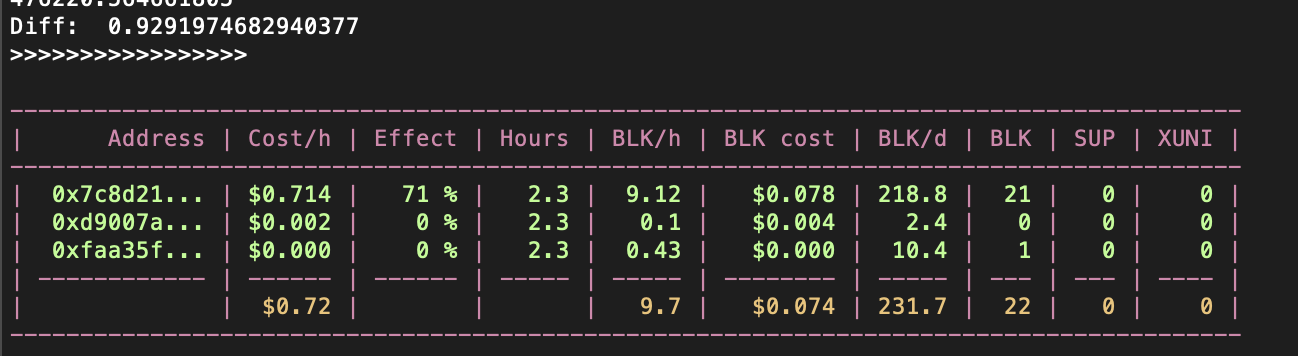 Diff:  0.9291974682940377
>>>>>>>>>>>>>>>>>
|      Address | Cost/h | Effect | Hours | BLK/h | BLK cost | BLK/d | BLK | SUP | XUNI |
|  0x7c8d21... | $0.714 |   71 % |   2.3 |  9.12 |   $0.078 | 218.8 |  21 |   0 |    0 |
|  0xd9007a... | $0.002 |    0 % |   2.3 |   0.1 |   $0.004 |   2.4 |   0 |   0 |    0 |
|  0xfaa35f... | $0.000 |    0 % |   2.3 |  0.43 |   $0.000 |  10.4 |   1 |   0 |    0 |
|              |  $0.72 |        |       |   9.7 |   $0.074 | 231.7 |  22 |   0 |    0 |